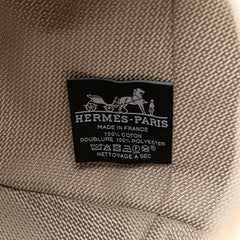 HERMES-PARIS
MADE IN FRANCE
100% COTON
DOUBLURE 100% POLYESTER
NETTOYAGE A SEC